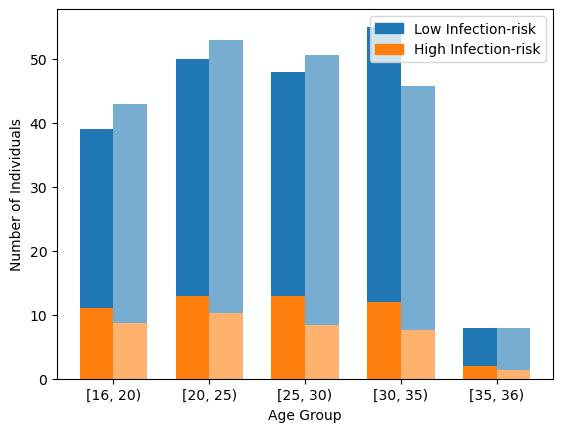 Low Infection-risk
High Infection-risk
Number of Individuals
50
40
30
20
10
0
[16, 20)
[20, 25)
[25, 30)
[30, 35)
[35, 36)
Age Group